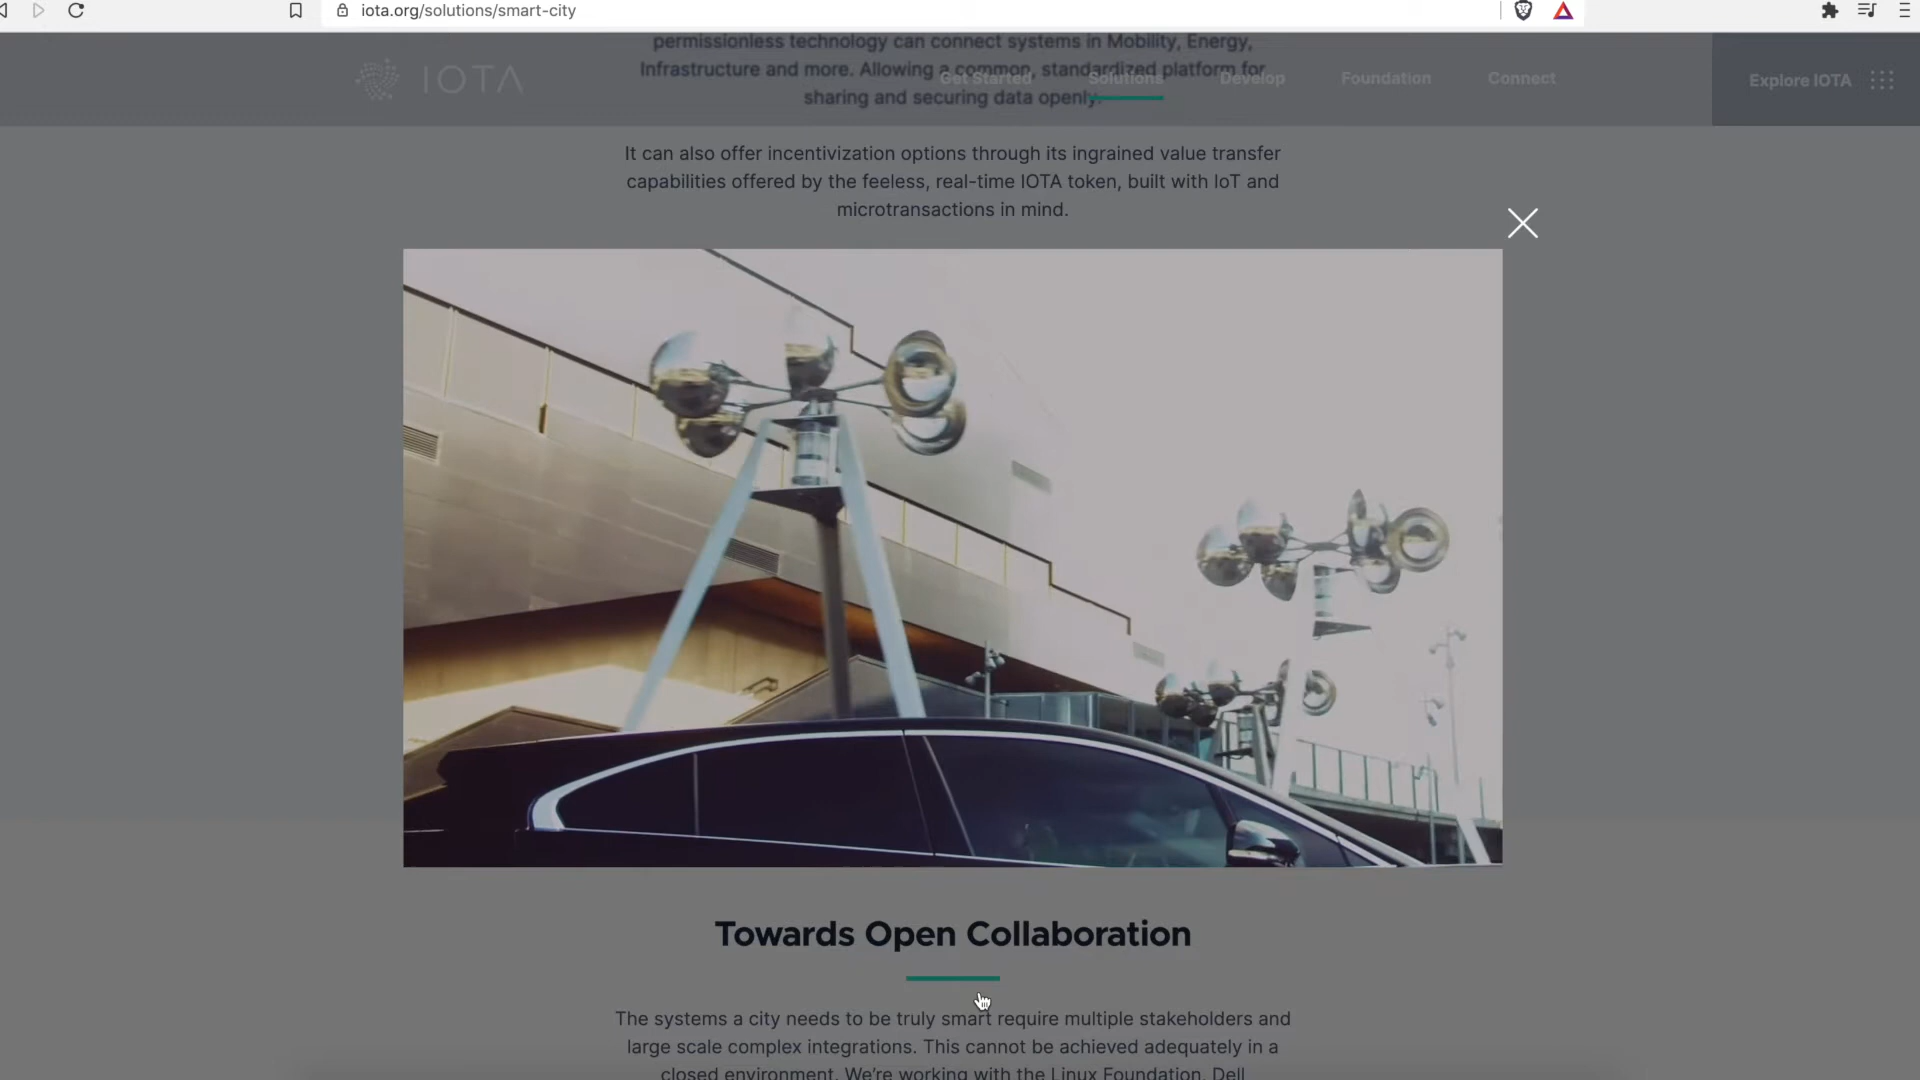 iota.org/solutions/smart-city
permissionless technology can connect systems in Mobility, Energy,
Infrastructure and more. Allowing a common, standardized platform for
sharing and securing data openly.
IOTA
Get Started
Solutions
Develop
Foundation
Connect
Explore IOTA
It can also offer incentivization options through its ingrained value transfer
capabilities offered by the feeless, real-time IOTA token, built with IoT and
microtransactions in mind.
Towards Open Collaboration
The systems a city needs to be truly smart require multiple stakeholders and
large scale complex integrations. This cannot be achieved adequately in a
closed environment. We're working with the Linux Foundation, Dell